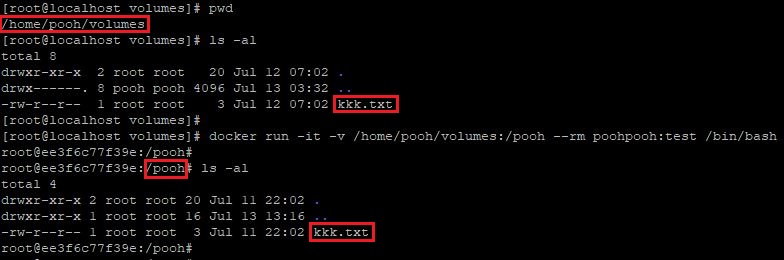 [root@localhost volumes]# pwd
/home/pooh/volumes
[root@localhost volumes]# ls -al
total 8
drwxr-xr-x  2 root root   20 Jul 12 07:02 .
drwx------. 8 pooh pooh 4096 Jul 13 03:32 ..
-rw-r--r--  1 root root    3 Jul 12 07:02 kkk.txt
[root@localhost volumes]#
[root@localhost volumes]# docker run -it -v /home/pooh/volumes:/pooh --rm poohpooh:test /bin/bash
root@ee3f6c77f39e:/pooh#
root@ee3f6c77f39e:/pooh# ls -al
total 4
drwxr-xr-x 2 root root 20 Jul 11 22:02 .
drwxr-xr-x 1 root root 16 Jul 13 13:16 ..
-rw-r--r-- 1 root root  3 Jul 11 22:02 kkk.txt
root@ee3f6c77f39e:/pooh#